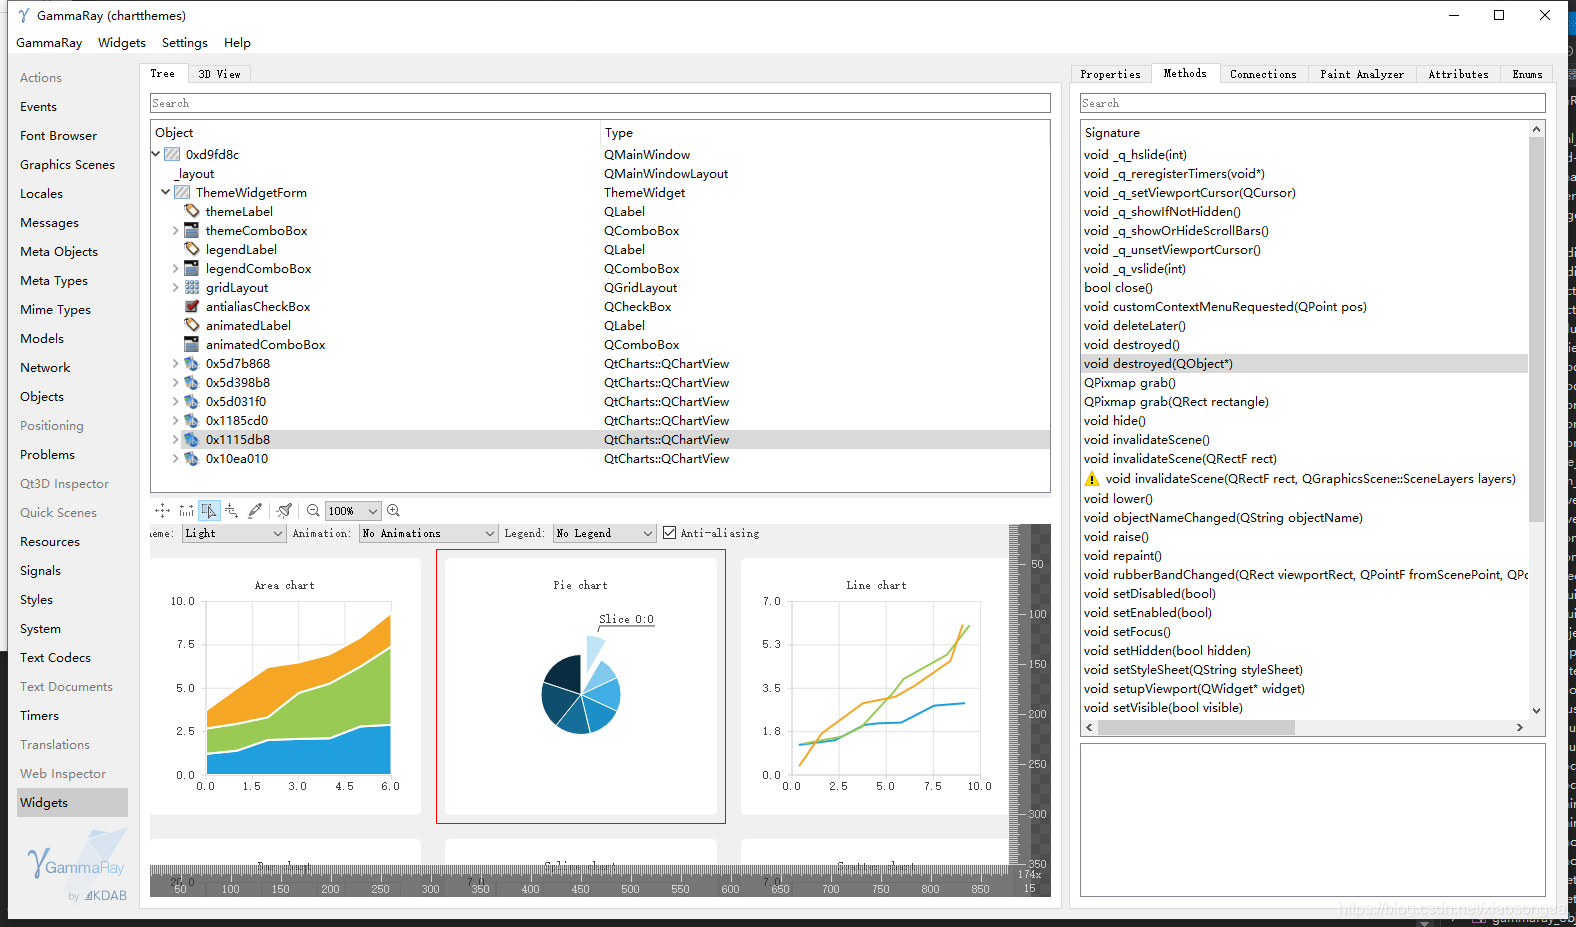 GammaRay (chartthemes)
GammaRay Widgets Settings Help
Actions
Events
Font Browser
Graphics Scenes
Locales
Messages
Meta Objects
Meta Types
Mime Types
Models
Network
Objects
Positioning
Problems
Qt3D Inspector
Quick Scenes
Resources
Signals
Styles
System
Text Codecs
Text Documents
Timers
Translations
Web Inspector
Widgets
GammaRay
by KDAB
Tree 3D View
Search
Object Type
0xd9fd8c QMainWindow
_layout QMainWindowLayout
ThemeWidgetForm ThemeWidget
themeLabel QLabel
themeComboBox QComboBox
legendLabel QLabel
legendComboBox QComboBox
gridLayout QGridLayout
antialiasCheckBox QCheckBox
animatedLabel QLabel
animatedComboBox QComboBox
0x5d7b868 QtCharts::QChartView
0x5d398b8 QtCharts::QChartView
0x5d031f0 QtCharts::QChartView
0x1185cd0 QtCharts::QChartView
0x1115db8 QtCharts::QChartView
0x10ea010 QtCharts::QChartView
100%
eme: Light Animation: No Animations Legend: No Legend Anti-aliasing
Area chart
10.0
7.5
5.0
2.5
0.0
0.0 1.5 3.0 4.5 6.0
Pie chart
Slice 0:0
Line chart
7.0
5.3
3.5
1.8
0.0
0.0 2.5 5.0 7.5 10.0
Bar chart Spline chart Scatter chart
20.0 7.0 7.0
50 100 150 200 250 300 350 400 450 500 550 600 650 700 750 800 850
50
100
150
200
250
300
350
174x
15
Properties Methods Connections Paint Analyzer Attributes Enums
Search
Signature
void _q_hslide(int)
void _q_reregisterTimers(void*)
void _q_setViewportCursor(QCursor)
void _q_showIfNotHidden()
void _q_showOrHideScrollBars()
void _q_unsetViewportCursor()
void _q_vslide(int)
bool close()
void customContextMenuRequested(QPoint pos)
void deleteLater()
void destroyed()
void destroyed(QObject*)
QPixmap grab()
QPixmap grab(QRect rectangle)
void hide()
void invalidateScene()
void invalidateScene(QRectF rect)
void invalidateScene(QRectF rect, QGraphicsScene::SceneLayers layers)
void lower()
void objectNameChanged(QString objectName)
void raise()
void repaint()
void rubberBandChanged(QRect viewportRect, QPointF fromScenePoint, QPo
void setDisabled(bool)
void setEnabled(bool)
void setFocus()
void setHidden(bool hidden)
void setStyleSheet(QString styleSheet)
void setupViewport(QWidget* widget)
void setVisible(bool visible)